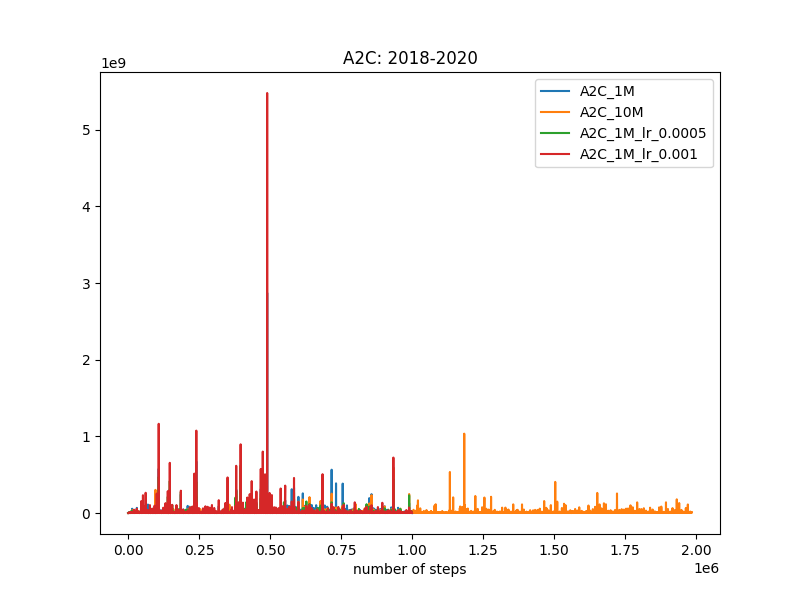 A2C: 2018-2020
1e9
A2C_1M
A2C_10M
A2C_1M_lr_0.0005
A2C_1M_lr_0.001
5
4
3
2
1
0
0.00 0.25 0.50 0.75 1.00 1.25 1.50 1.75 2.00
number of steps
1e6